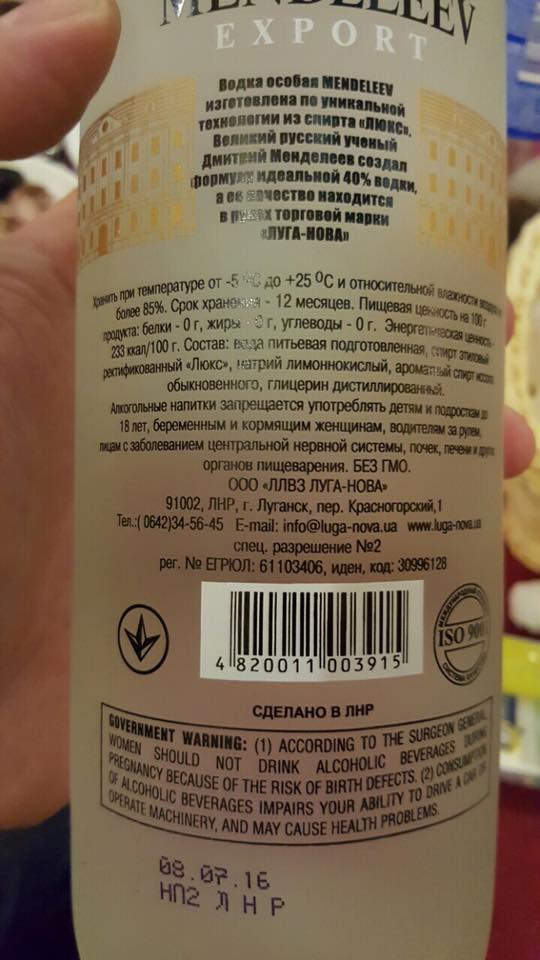 MENDELEEV
EXPORT
Водка особая MENDELEEV
изготовлена по уникальной
технологии из спирта «ЛЮКС».
Великий русский ученый
Дмитрий Менделеев создал
формулу идеальной 40% водки,
а ее качество находится
в руках торговой марки
«ЛУГА-НОВА»
Хранить при температуре от -5 °С до +25 °С и относительной влажности воздуха не
более 85%. Срок хранения - 12 месяцев. Пищевая ценность на 100 г
продукта: белки - 0 г, жиры - 0 г, углеводы - 0 г. Энергетическая ценность -
233 ккал/100 г. Состав: вода питьевая подготовленная, спирт этиловый
ректификованный «Люкс», натрий лимоннокислый, ароматный спирт иссопа
обыкновенного, глицерин дистиллированный.
Алкогольные напитки запрещается употреблять детям и подросткам до
18 лет, беременным и кормящим женщинам, водителям за рулем,
лицам с заболеванием центральной нервной системы, почек, печени и других
органов пищеварения. БЕЗ ГМО.
ООО «ЛЛВЗ ЛУГА-НОВА»
91002, ЛНР, г. Луганск, пер. Красногорский,1
Тел.:( 0642)34-56-45 E-mail: info@luga-nova.ua www.luga-nova.ua
спец. разрешение №2
рег. № ЕГРЮЛ: 61103406, иден, код: 30996128
4 820011 003915
МЕЖДУНАРОДНАЯ
ISO 9001
СИСТЕМА
СДЕЛАНО В ЛНР
GOVERNMENT WARNING: (1) ACCORDING TO THE SURGEON GENERAL,
WOMEN SHOULD NOT DRINK ALCOHOLIC BEVERAGES DURING
PREGNANCY BECAUSE OF THE RISK OF BIRTH DEFECTS. (2) CONSUMPTION
OF ALCOHOLIC BEVERAGES IMPAIRS YOUR ABILITY TO DRIVE A CAR OR
OPERATE MACHINERY, AND MAY CAUSE HEALTH PROBLEMS.
08.07.16
НП2 Л Н Р